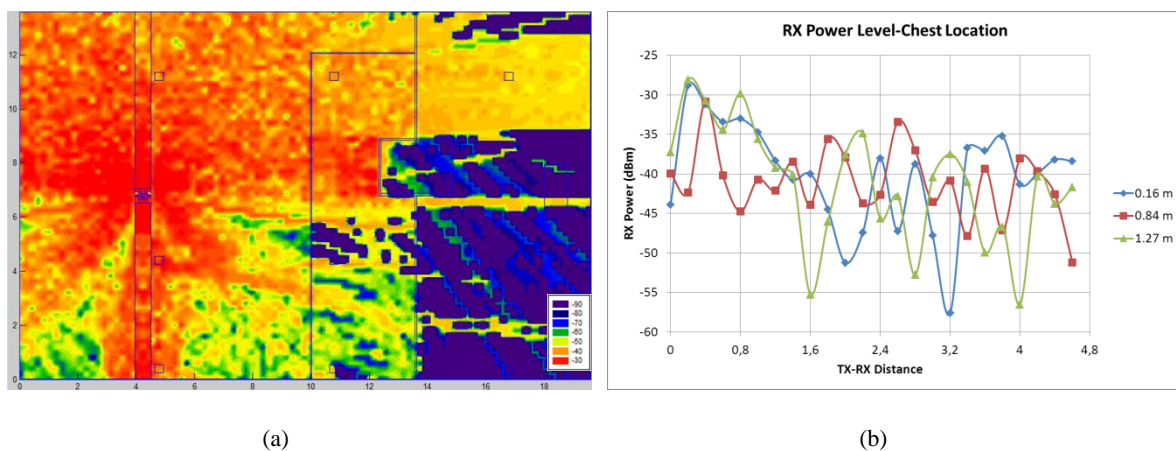 12
10
8
6
4
2
0
0 2 4 6 8 10 12 14 16 18
-90
-80
-70
-60
-50
-40
-30
RX Power Level-Chest Location
RX Power (dBm)
-25
-30
-35
-40
-45
-50
-55
-60
0 0,8 1,6 2,4 3,2 4 4,8
TX-RX Distance
0.16 m
0.84 m
1.27 m
(a) (b)